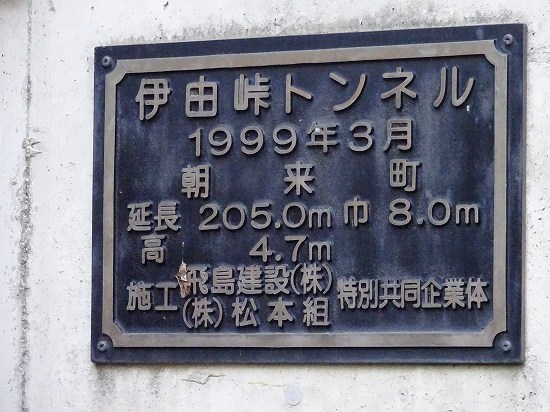 伊由峠トンネル
1999年3月
朝来町
延長 205.0m 巾 8.0m
高 4.7m
施工 飛島建設(株) 特別共同企業体
(株)松本組